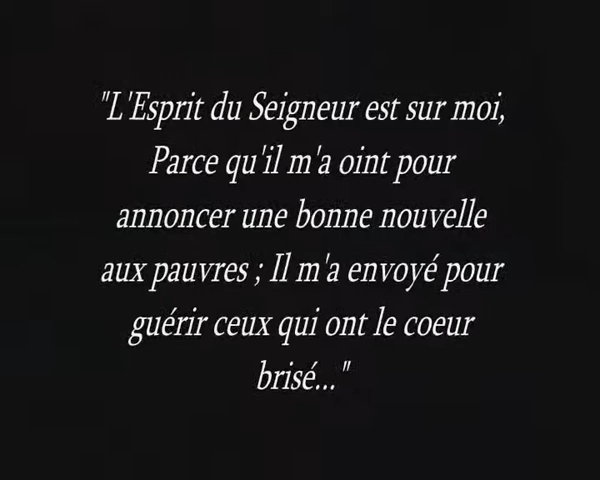 "L'Esprit du Seigneur est sur moi,
Parce qu'il m'a oint pour
annoncer une bonne nouvelle
aux pauvres ; Il m'a envoyé pour
guérir ceux qui ont le coeur
brisé..."